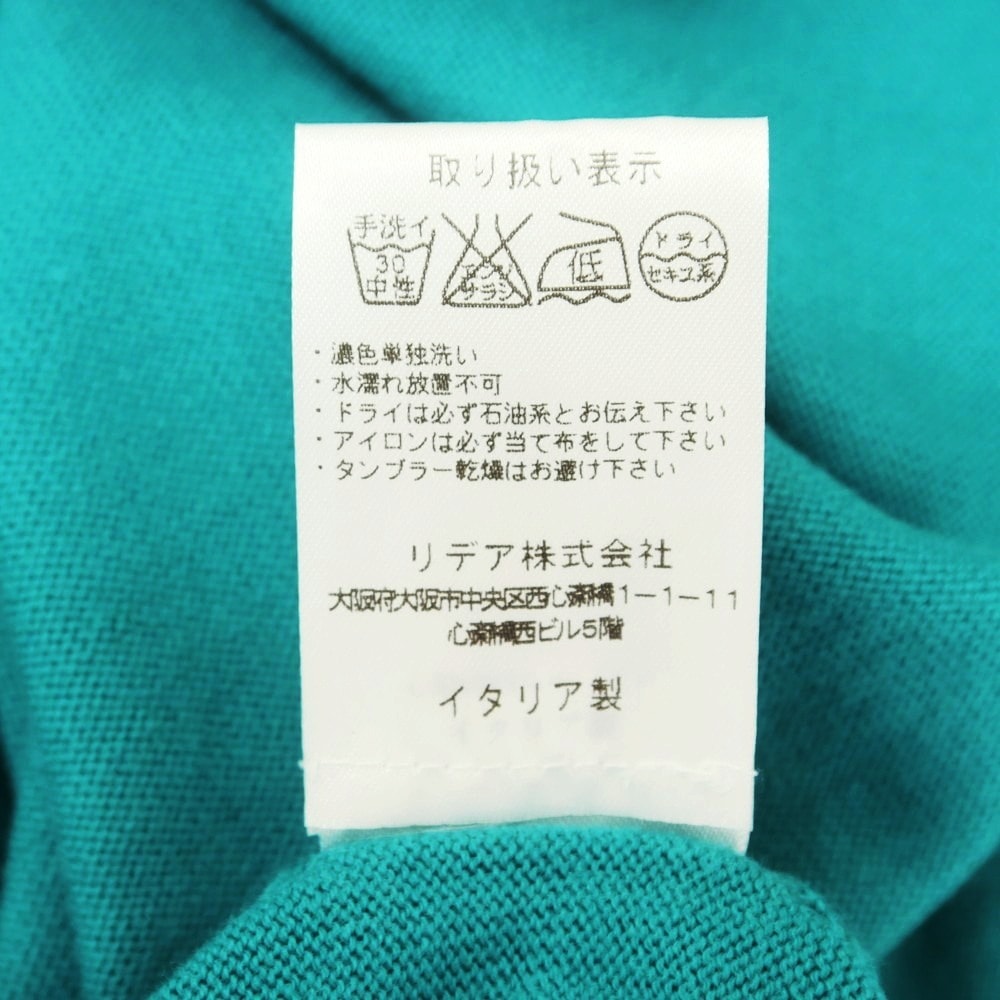 取り扱い表示
手洗イ
30
中性
エンソ
サラシ
低
ドライ
セキユ系
・濃色単独洗い
・水濡れ放置不可
・ドライは必ず石油系とお伝え下さい
・アイロンは必ず当て布をして下さい
・タンブラー乾燥はお避け下さい
リデア株式会社
大阪府大阪市中央区西心斎橋1-1-11
心斎橋西ビル5階
イタリア製